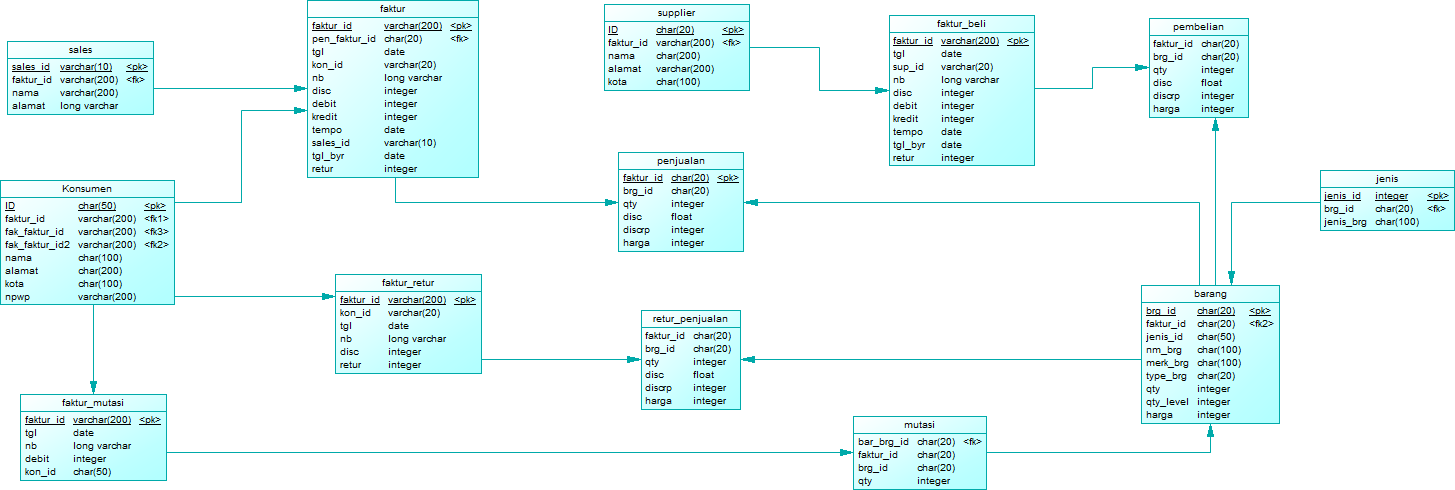 faktur
faktur_id varchar(200) <pk>
pen_faktur_id char(20) <fk>
tgl date
kon_id varchar(20)
nb long varchar
disc integer
debit integer
kredit integer
tempo date
sales_id varchar(10)
tgl_byr date
retur integer
supplier
ID char(20) <pk>
faktur_id varchar(200) <fk>
nama char(200)
alamat varchar(200)
kota char(100)
faktur_beli
faktur_id varchar(200) <pk>
tgl date
sup_id varchar(20)
nb long varchar
disc integer
debit integer
kredit integer
tempo date
tgl_byr date
retur integer
pembelian
faktur_id char(20)
brg_id char(20)
qty integer
disc float
discrp integer
harga integer
sales
sales_id varchar(10) <pk>
faktur_id varchar(200) <fk>
nama varchar(200)
alamat long varchar
penjualan
faktur_id char(20) <pk>
brg_id char(20)
qty integer
disc float
discrp integer
harga integer
jenis
jenis_id integer <pk>
brg_id char(20) <fk>
jenis_brg char(100)
Konsumen
ID char(50) <pk>
faktur_id varchar(200) <fk1>
fak_faktur_id varchar(200) <fk3>
fak_faktur_id2 varchar(200) <fk2>
nama char(100)
alamat char(200)
kota char(100)
npwp varchar(200)
faktur_retur
faktur_id varchar(200) <pk>
kon_id varchar(20)
tgl date
nb long varchar
disc integer
retur integer
retur_penjualan
faktur_id char(20)
brg_id char(20)
qty integer
disc float
discrp integer
harga integer
barang
brg_id char(20) <pk>
faktur_id char(20) <fk2>
jenis_id char(50)
nm_brg char(100)
merk_brg char(100)
type_brg char(20)
qty integer
qty_level integer
harga integer
faktur_mutasi
faktur_id varchar(200) <pk>
tgl date
nb long varchar
debit integer
kon_id char(50)
mutasi
bar_brg_id char(20) <fk>
faktur_id char(20)
brg_id char(20)
qty integer